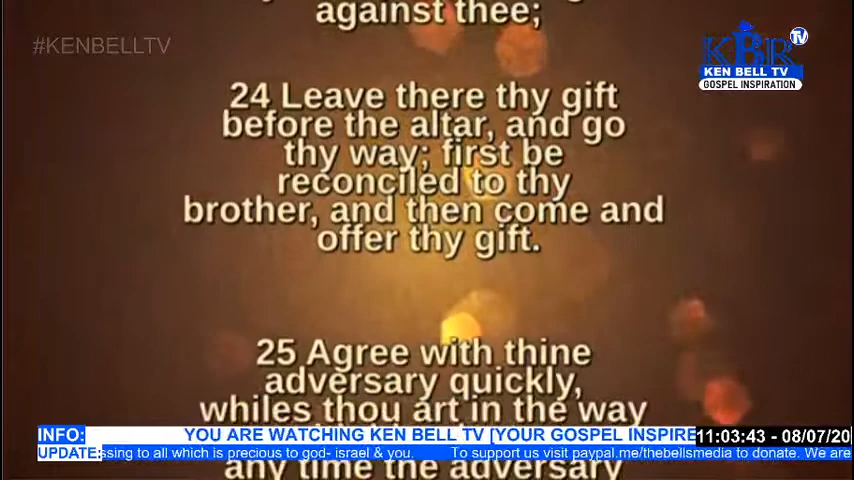 against thee;
#KENBELLTV
KBR TV
KEN BELL TV
GOSPEL INSPIRATION
24 Leave there thy gift
before the altar, and go
thy way; first be
reconciled to thy
brother, and then come and
offer thy gift.
25 Agree with thine
adversary quickly,
whiles thou art in the way
any time the adversary
INFO: YOU ARE WATCHING KEN BELL TV [YOUR GOSPEL INSPIRE
11:03:43 - 08/07/20
UPDATE: ssing to all which is precious to god- israel & you. To support us visit paypal.me/thebellsmedia to donate. We are